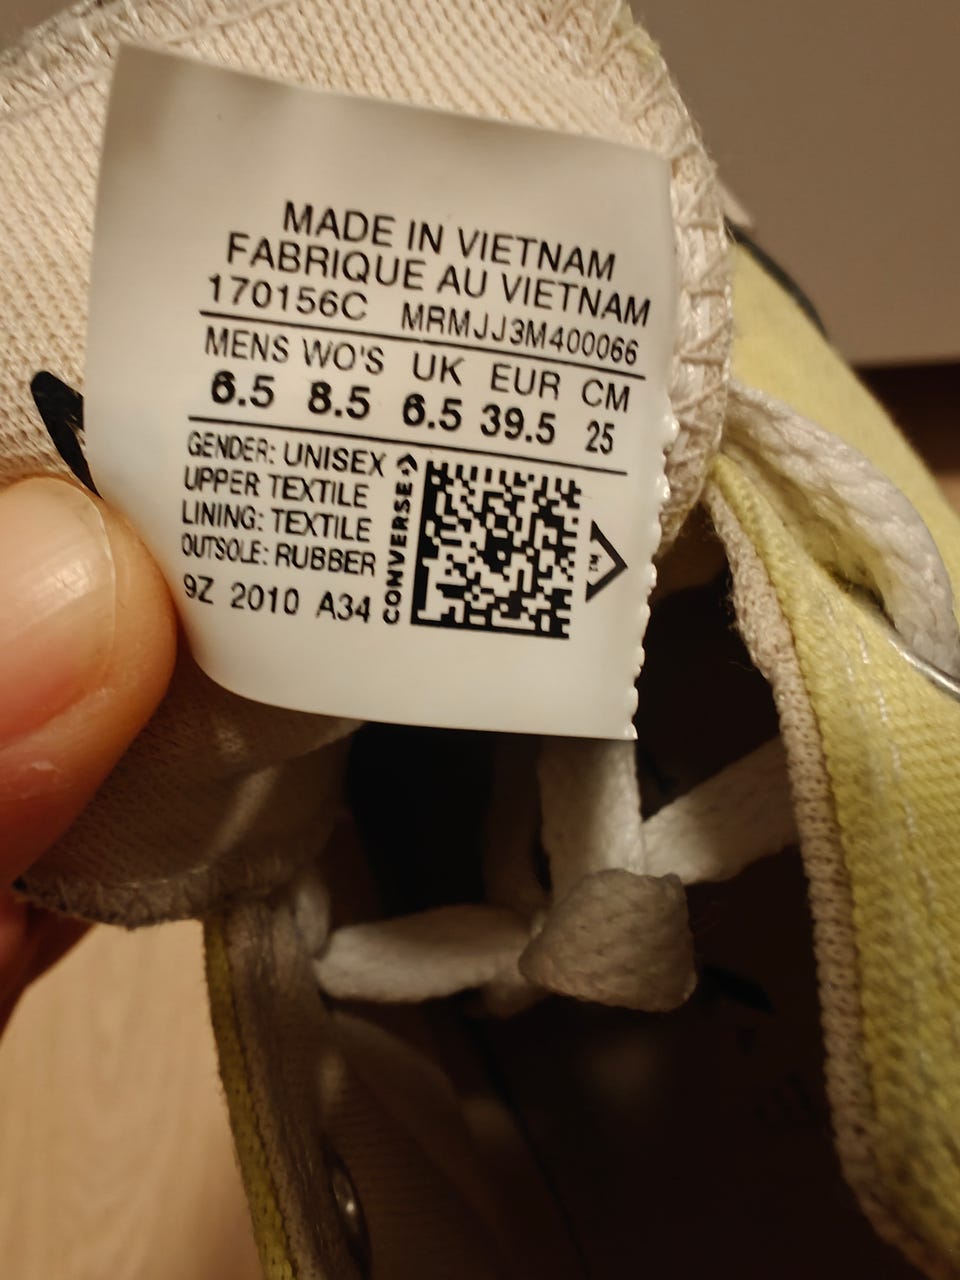 MADE IN VIETNAM
FABRIQUE AU VIETNAM
170156C MRMJJ3M400066
MENS WO'S UK EUR CM
6.5 8.5 6.5 39.5 25
GENDER: UNISEX
UPPER TEXTILE
LINING: TEXTILE
OUTSOLE: RUBBER
9Z 2010 A34
CONVERSE
TM